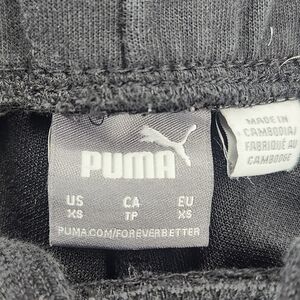 PUMA
US CA EU
XS TP XS
PUMA.COM/FOREVERBETTER
MADE IN
CAMBODIA/
FABRIQUÉ AU
CAMBODGE